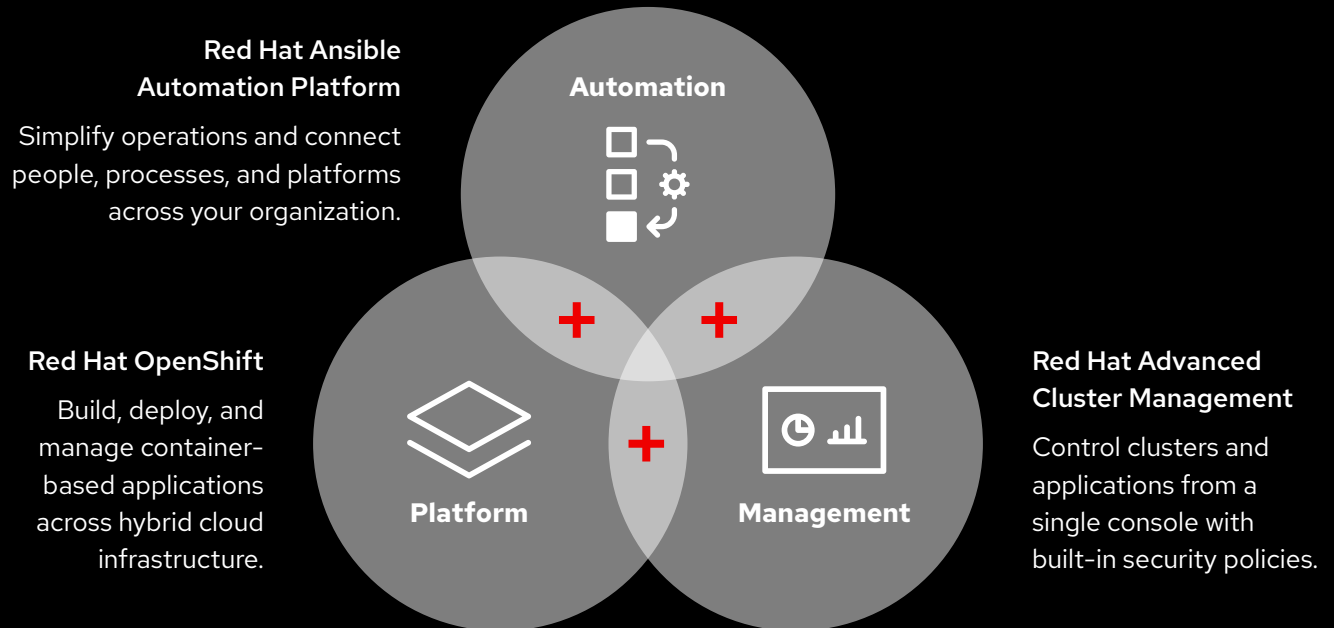 Red Hat Ansible
Automation Platform
Simplify operations and connect
people, processes, and platforms
across your organization.
Automation
Red Hat OpenShift
Build, deploy, and
manage container-
based applications
across hybrid cloud
infrastructure.
Platform
Management
Red Hat Advanced
Cluster Management
Control clusters and
applications from a
single console with
built-in security policies.